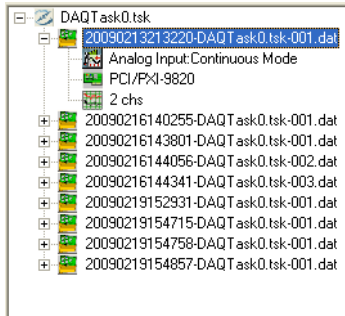 DAQTask0.tsk
20090213213220-DAQTask0.tsk-001.dat
Analog Input:Continuous Mode
PCI/PXI-9820
2 chs
20090216140255-DAQTask0.tsk-001.dat
20090216143801-DAQTask0.tsk-001.dat
20090216144056-DAQTask0.tsk-002.dat
20090216144341-DAQTask0.tsk-003.dat
20090219152931-DAQTask0.tsk-001.dat
20090219154715-DAQTask0.tsk-001.dat
20090219154758-DAQTask0.tsk-001.dat
20090219154857-DAQTask0.tsk-001.dat